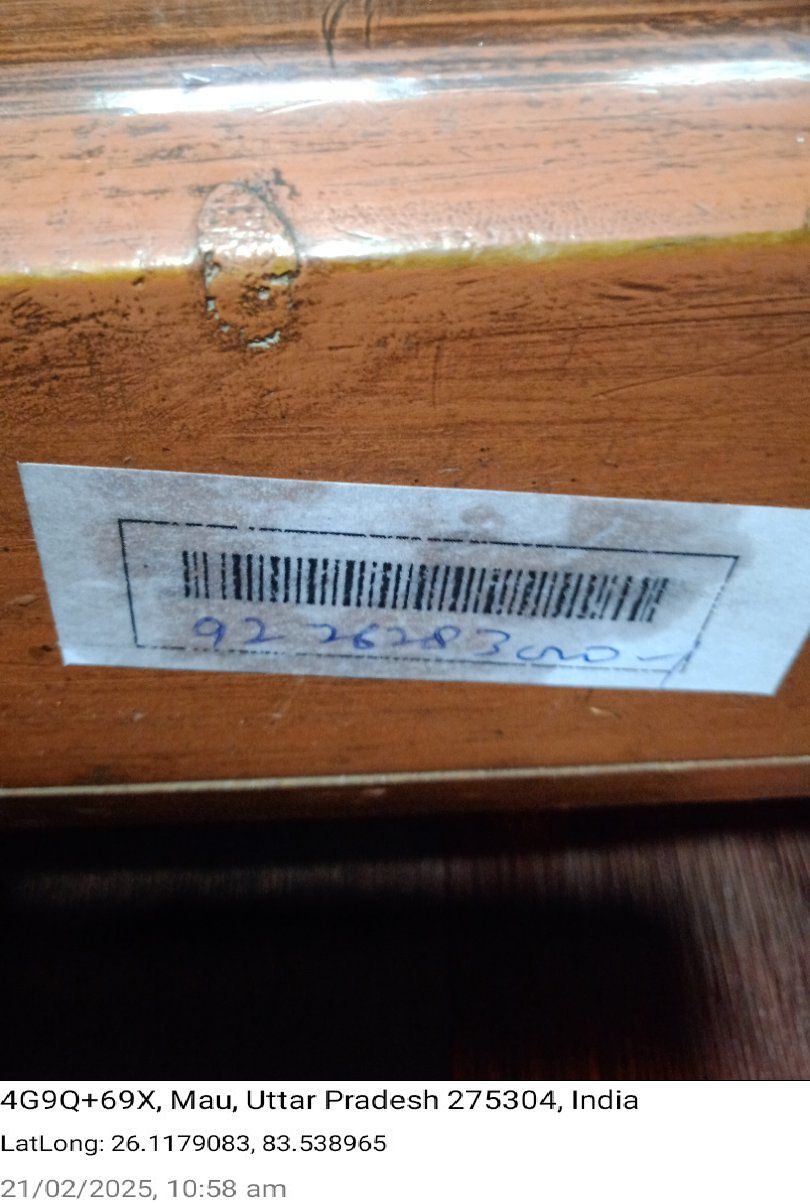 92 26283000-
4G9Q+69X, Mau, Uttar Pradesh 275304, India
LatLong: 26.1179083, 83.538965
21/02/2025, 10:58 am